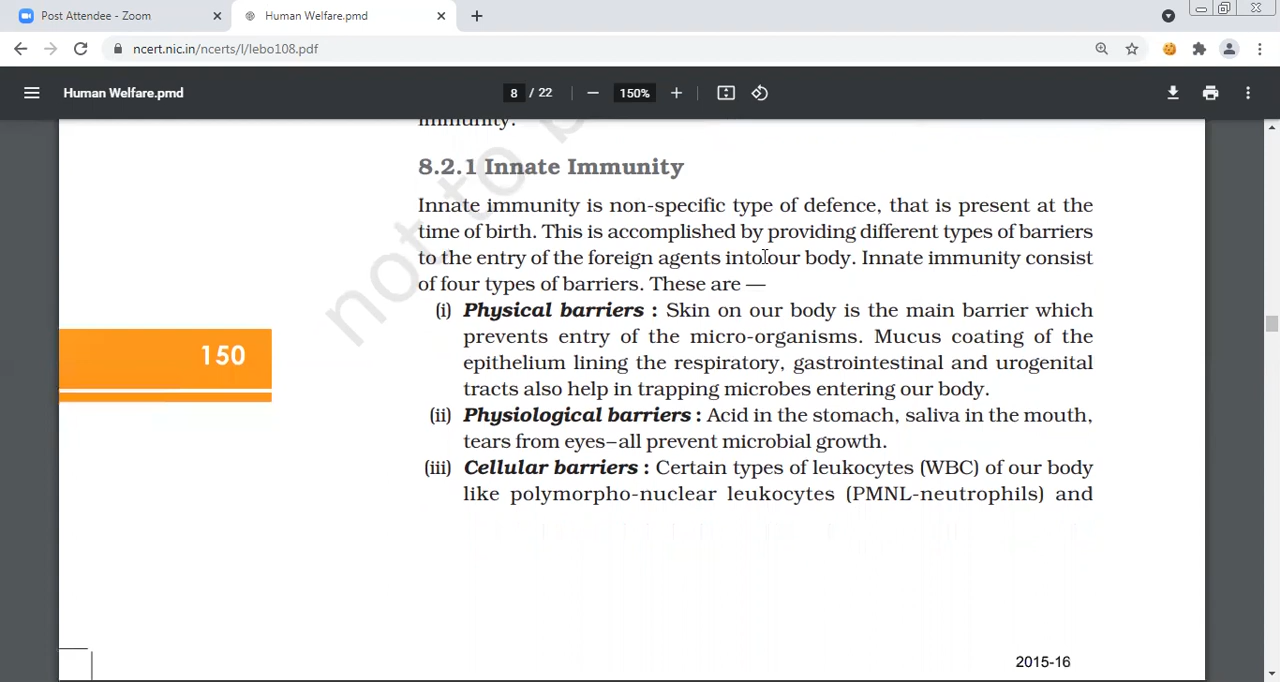 Post Attendee - Zoom
Human Welfare.pmd
ncert.nic.in/ncerts/l/lebo108.pdf
Human Welfare.pmd
8 / 22
150%
immunity.
8.2.1 Innate Immunity
Innate immunity is non-specific type of defence, that is present at the
time of birth. This is accomplished by providing different types of barriers
to the entry of the foreign agents into our body. Innate immunity consist
of four types of barriers. These are —
(i) Physical barriers : Skin on our body is the main barrier which
prevents entry of the micro-organisms. Mucus coating of the
epithelium lining the respiratory, gastrointestinal and urogenital
tracts also help in trapping microbes entering our body.
150
(ii) Physiological barriers : Acid in the stomach, saliva in the mouth,
tears from eyes–all prevent microbial growth.
(iii) Cellular barriers : Certain types of leukocytes (WBC) of our body
like polymorpho-nuclear leukocytes (PMNL-neutrophils) and
not to b
2015-16